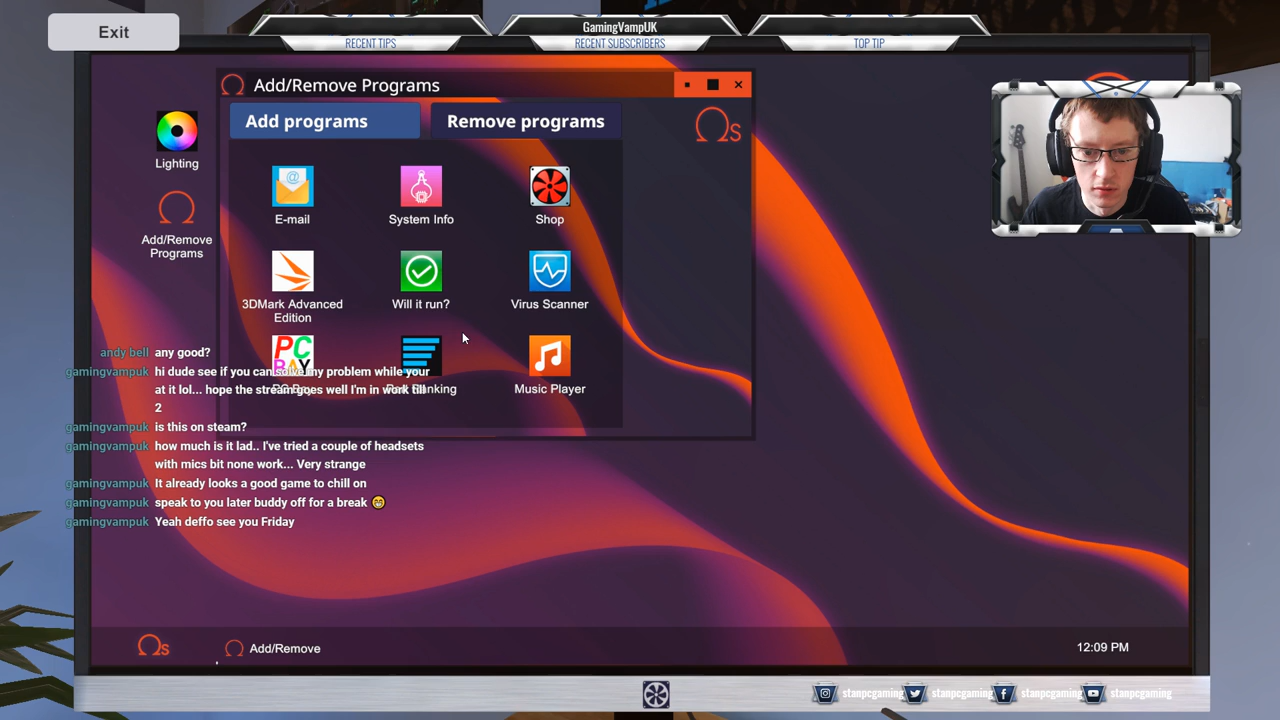 Exit
RECENT TIPS
GamingVampUK
RECENT SUBSCRIBERS
TOP TIP
Add/Remove Programs
Add programs
Remove programs
Ωs
Lighting
Add/Remove
Programs
E-mail
System Info
Shop
3DMark Advanced
Edition
Will it run?
Virus Scanner
PC
BAY
Music Player
andy bell any good?
gamingvampuk hi dude see if you can solve my problem while your
at it lol... hope the stream goes well I'm in work till
2
gamingvampuk is this on steam?
gamingvampuk how much is it lad.. I've tried a couple of headsets
with mics bit none work... Very strange
gamingvampuk It already looks a good game to chill on
gamingvampuk speak to you later buddy off for a break 😁
gamingvampuk Yeah deffo see you Friday
Ωs
Add/Remove
12:09 PM
stanpcgaming
stanpcgaming
stanpcgaming
stanpcgaming